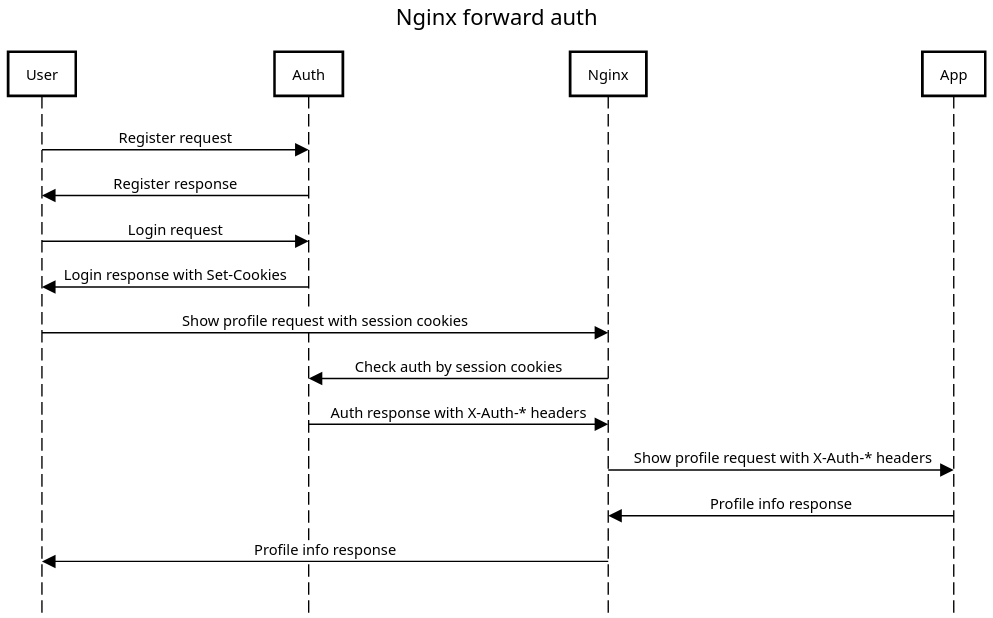 Nginx forward auth
User
Auth
Nginx
App
Register request
Register response
Login request
Login response with Set-Cookies
Show profile request with session cookies
Check auth by session cookies
Auth response with X-Auth-* headers
Show profile request with X-Auth-* headers
Profile info response
Profile info response